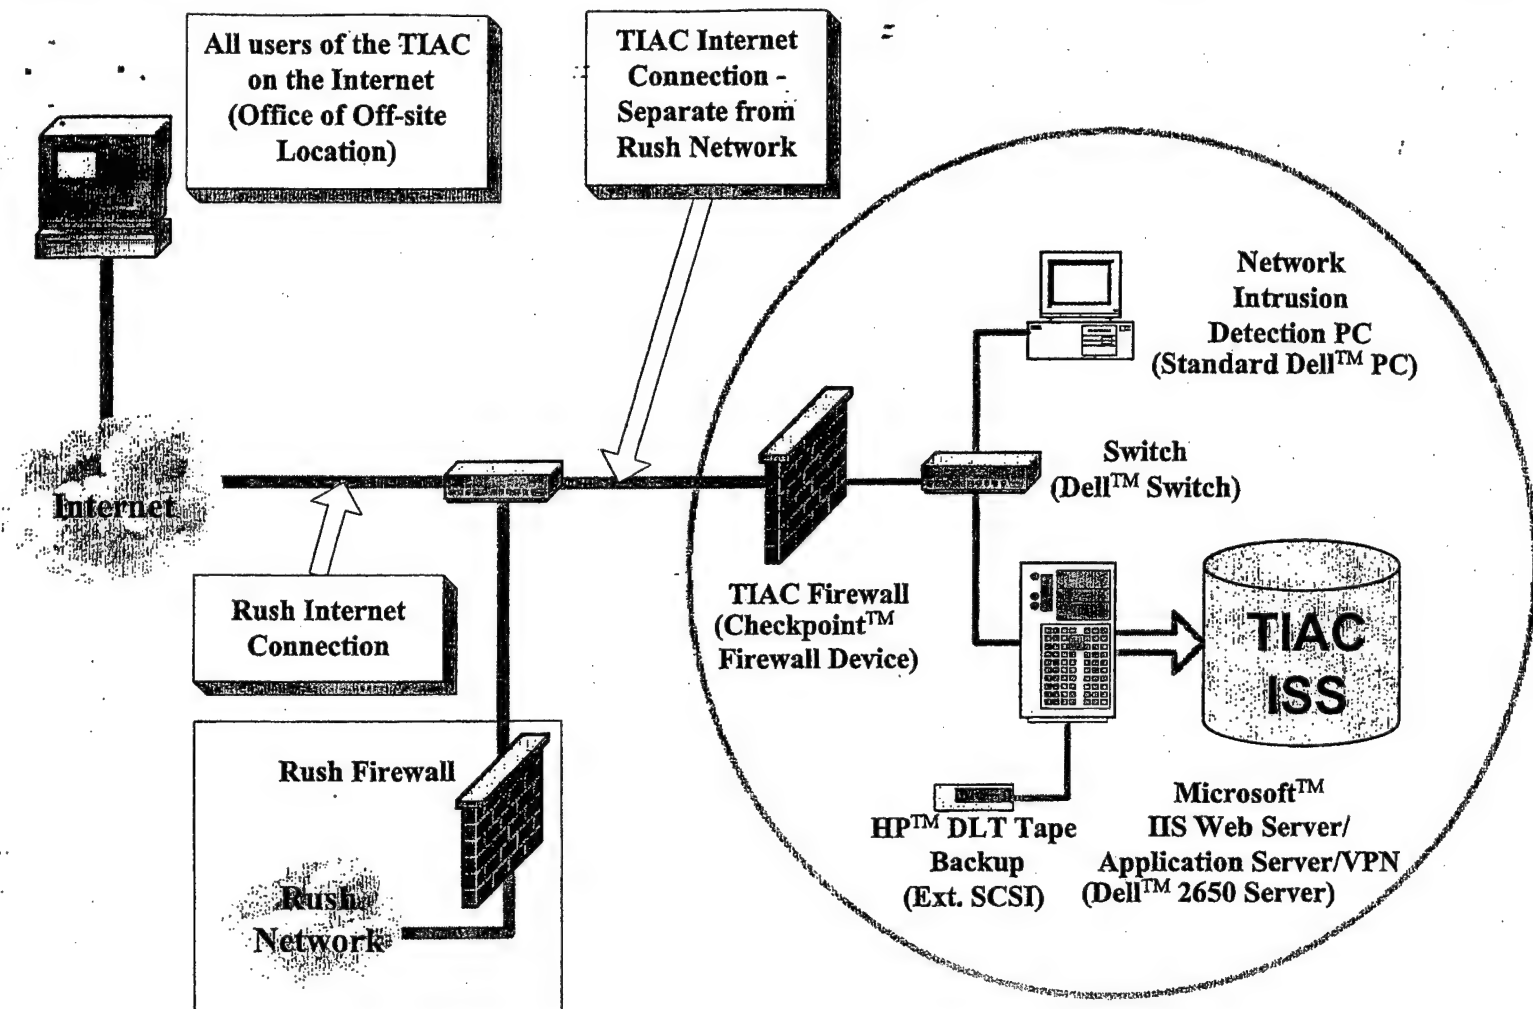 All users of the TIAC
on the Internet
(Office of Off-site
Location)
TIAC Internet
Connection -
Separate from
Rush Network
Network
Intrusion
Detection PC
(Standard Dell™ PC)
Switch
(Dell™ Switch)
Internet
Rush Internet
Connection
TIAC Firewall
(Checkpoint™
Firewall Device)
TIAC
ISS
Rush Firewall
Rush
Network
HP™ DLT Tape
Backup
(Ext. SCSI)
Microsoft™
IIS Web Server/
Application Server/VPN
(Dell™ 2650 Server)